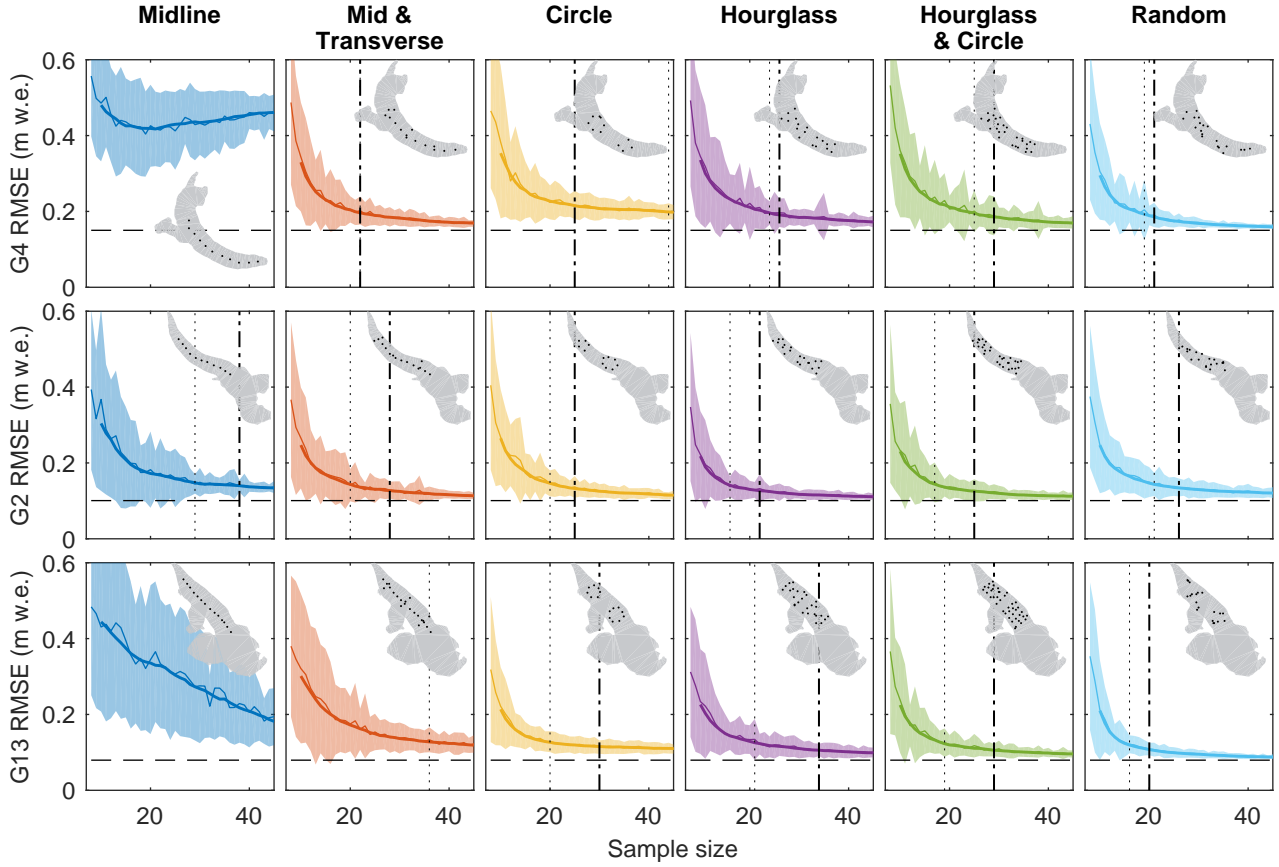 Midline
Mid &
Transverse
Circle
Hourglass
Hourglass
& Circle
Random
G4 RMSE (m w.e.)
0.6
0.4
0.2
0
G2 RMSE (m w.e.)
0.6
0.4
0.2
0
G13 RMSE (m w.e.)
0.6
0.4
0.2
0
20 40
20 40
20 40
20 40
20 40
20 40
Sample size